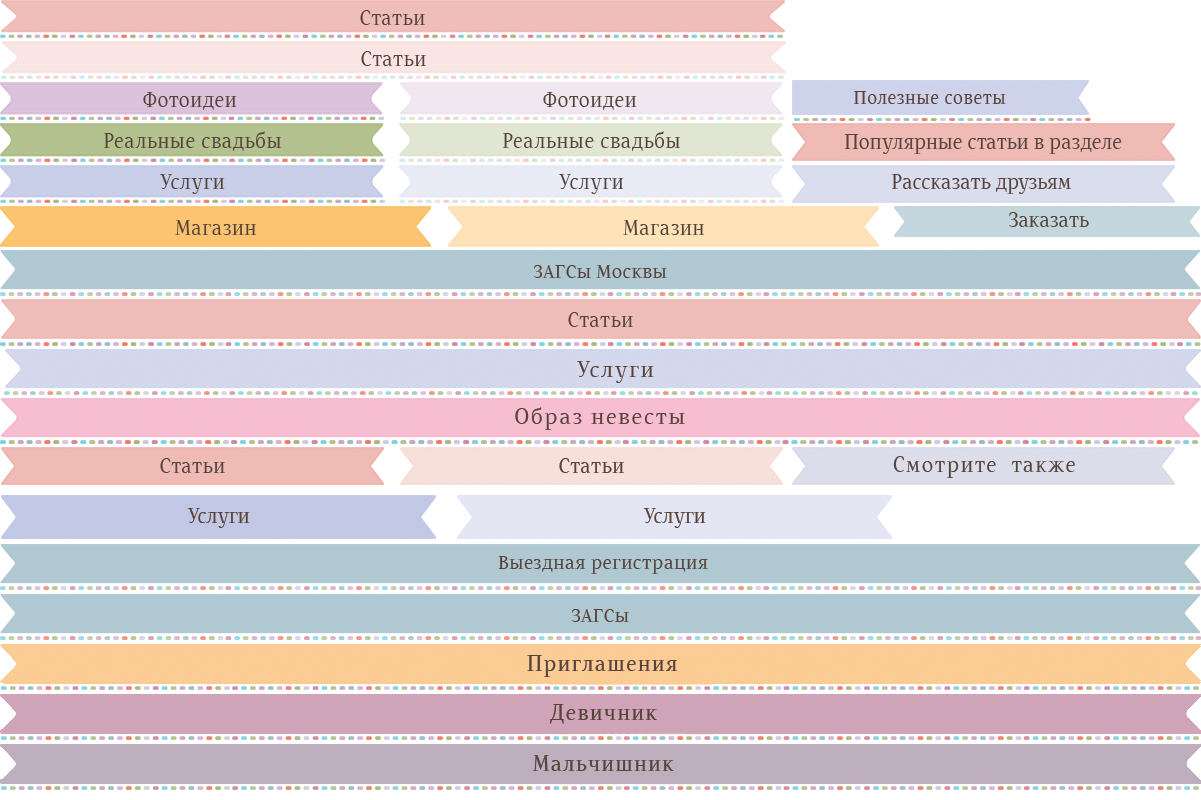 Статьи
Статьи
Фотоидеи
Фотоидеи
Полезные советы
Реальные свадьбы
Реальные свадьбы
Популярные статьи в разделе
Услуги
Услуги
Рассказать друзьям
Магазин
Магазин
Заказать
ЗАГСы Москвы
Статьи
Услуги
Образ невесты
Статьи
Статьи
Смотрите также
Услуги
Услуги
Выездная регистрация
ЗАГСы
Приглашения
Девичник
Мальчишник